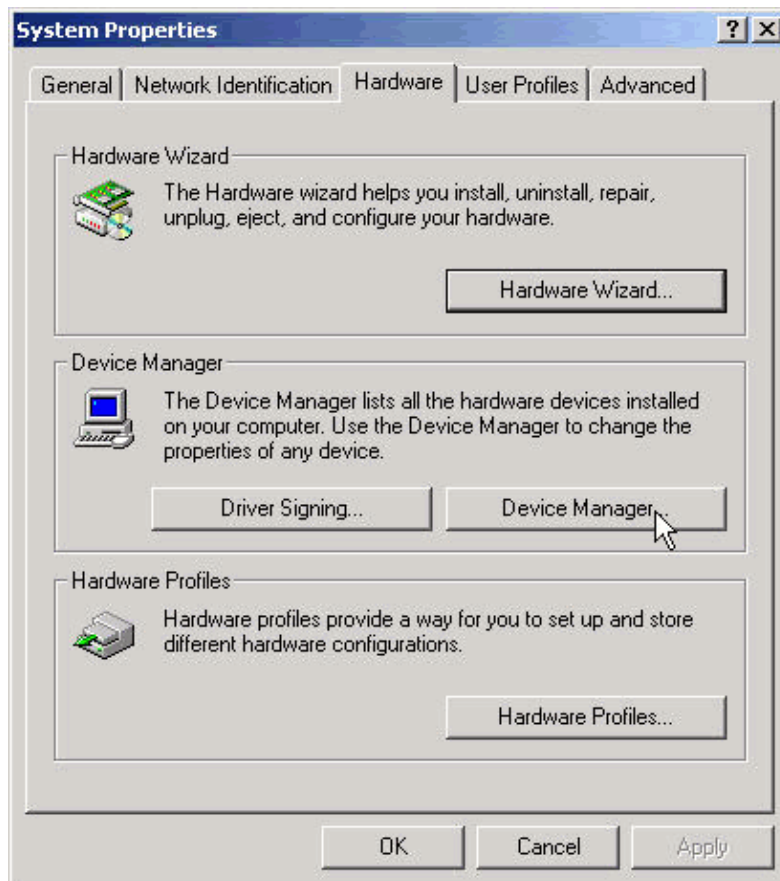 System Properties
General Network Identification Hardware User Profiles Advanced
Hardware Wizard
The Hardware wizard helps you install, uninstall, repair,
unplug, eject, and configure your hardware.
Hardware Wizard...
Device Manager
The Device Manager lists all the hardware devices installed
on your computer. Use the Device Manager to change the
properties of any device.
Driver Signing... Device Manager...
Hardware Profiles
Hardware profiles provide a way for you to set up and store
different hardware configurations.
Hardware Profiles...
OK Cancel Apply